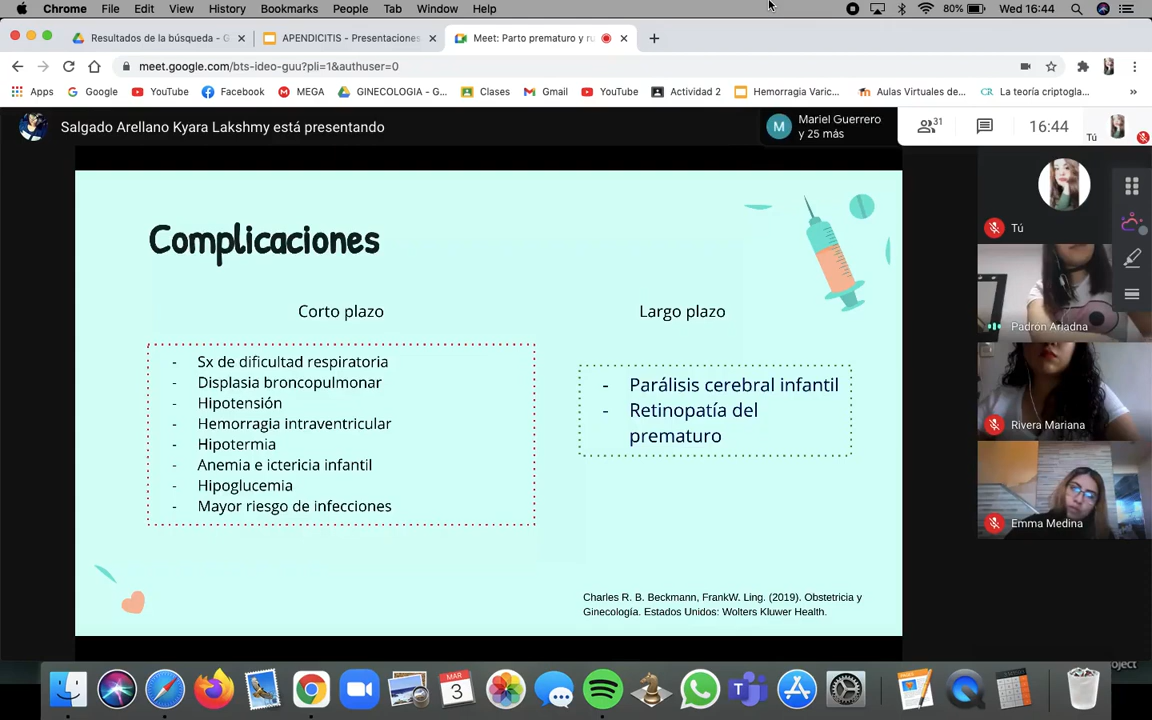 Chrome File Edit View History Bookmarks People Tab Window Help 80% Wed 16:44
Resultados de la búsqueda - G APENDICITIS - Presentaciones Meet: Parto prematuro y ru
meet.google.com/bts-ideo-guu?pli=1&authuser=0
Apps Google YouTube Facebook MEGA GINECOLOGIA - G... Clases Gmail YouTube Actividad 2 Hemorragia Varic... Aulas Virtuales de... La teoría criptogla... »
Salgado Arellano Kyara Lakshmy está presentando
M Mariel Guerrero
y 25 más
31
16:44
Tú
Complicaciones
Corto plazo
- Sx de dificultad respiratoria
- Displasia broncopulmonar
- Hipotensión
- Hemorragia intraventricular
- Hipotermia
- Anemia e ictericia infantil
- Hipoglucemia
- Mayor riesgo de infecciones
Largo plazo
- Parálisis cerebral infantil
- Retinopatía del
prematuro
Charles R. B. Beckmann, FrankW. Ling. (2019). Obstetricia y
Ginecología. Estados Unidos: Wolters Kluwer Health.
Tú
Padron Ariadna
Rivera Mariana
Emma Medina
oject
MAR
3